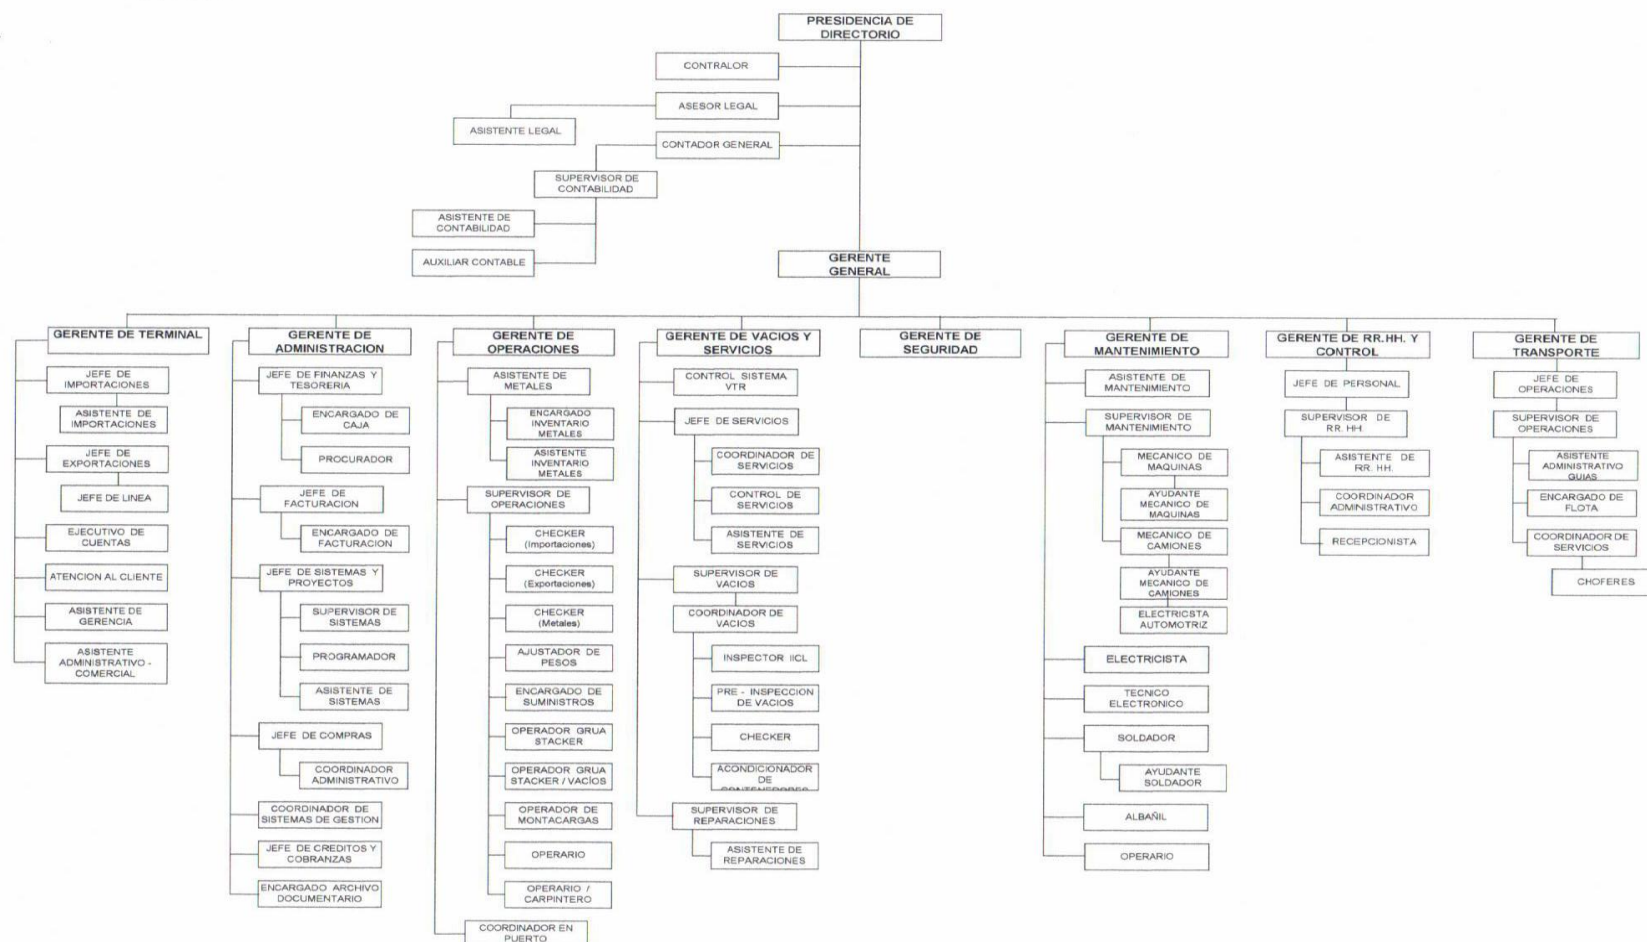 PRESIDENCIA DE
DIRECTORIO
CONTRALOR
ASESOR LEGAL
ASISTENTE LEGAL
CONTADOR GENERAL
SUPERVISOR DE
CONTABILIDAD
ASISTENTE DE
CONTABILIDAD
AUXILIAR CONTABLE
GERENTE
GENERAL
GERENTE DE TERMINAL
JEFE DE
IMPORTACIONES
ASISTENTE DE
IMPORTACIONES
JEFE DE
EXPORTACIONES
JEFE DE LINEA
EJECUTIVO DE
CUENTAS
ATENCION AL CLIENTE
ASISTENTE DE
GERENCIA
ASISTENTE
ADMINISTRATIVO -
COMERCIAL
GERENTE DE
ADMINISTRACION
JEFE DE FINANZAS Y
TESORERIA
ENCARGADO DE
CAJA
PROCURADOR
JEFE DE
FACTURACION
ENCARGADO DE
FACTURACION
JEFE DE SISTEMAS Y
PROYECTOS
SUPERVISOR DE
SISTEMAS
PROGRAMADOR
ASISTENTE DE
SISTEMAS
JEFE DE COMPRAS
COORDINADOR
ADMINISTRATIVO
COORDINADOR DE
SISTEMAS DE GESTION
JEFE DE CREDITOS Y
COBRANZAS
ENCARGADO ARCHIVO
DOCUMENTARIO
GERENTE DE
OPERACIONES
ASISTENTE DE
METALES
ENCARGADO
INVENTARIO
METALES
ASISTENTE
INVENTARIO
METALES
SUPERVISOR DE
OPERACIONES
CHECKER
(Importaciones)
CHECKER
(Exportaciones)
CHECKER
(Metales)
AJUSTADOR DE
PESOS
ENCARGADO DE
SUMINISTROS
OPERADOR GRUA
STACKER
OPERADOR GRUA
STACKER / VACÍOS
OPERADOR DE
MONTACARGAS
OPERARIO
OPERARIO /
CARPINTERO
COORDINADOR EN
PUERTO
GERENTE DE VACIOS Y
SERVICIOS
CONTROL SISTEMA
VTR
JEFE DE SERVICIOS
COORDINADOR DE
SERVICIOS
CONTROL DE
SERVICIOS
ASISTENTE DE
SERVICIOS
SUPERVISOR DE
VACIOS
COORDINADOR DE
VACIOS
INSPECTOR IICL
PRE - INSPECCION
DE VACIOS
CHECKER
ACONDICIONADOR
DE
CONTENEDORES
SUPERVISOR DE
REPARACIONES
ASISTENTE DE
REPARACIONES
GERENTE DE
SEGURIDAD
GERENTE DE
MANTENIMIENTO
ASISTENTE DE
MANTENIMIENTO
SUPERVISOR DE
MANTENIMIENTO
MECANICO DE
MAQUINAS
AYUDANTE
MECANICO DE
MAQUINAS
MECANICO DE
CAMIONES
AYUDANTE
MECANICO DE
CAMIONES
ELECTRICSTA
AUTOMOTRIZ
ELECTRICISTA
TECNICO
ELECTRONICO
SOLDADOR
AYUDANTE
SOLDADOR
ALBAÑIL
OPERARIO
GERENTE DE RR.HH. Y
CONTROL
JEFE DE PERSONAL
SUPERVISOR DE
RR. HH.
ASISTENTE DE
RR. HH.
COORDINADOR
ADMINISTRATIVO
RECEPCIONISTA
GERENTE DE
TRANSPORTE
JEFE DE
OPERACIONES
SUPERVISOR DE
OPERACIONES
ASISTENTE
ADMINISTRATIVO
GUIAS
ENCARGADO DE
FLOTA
COORDINADOR DE
SERVICIOS
CHOFERES